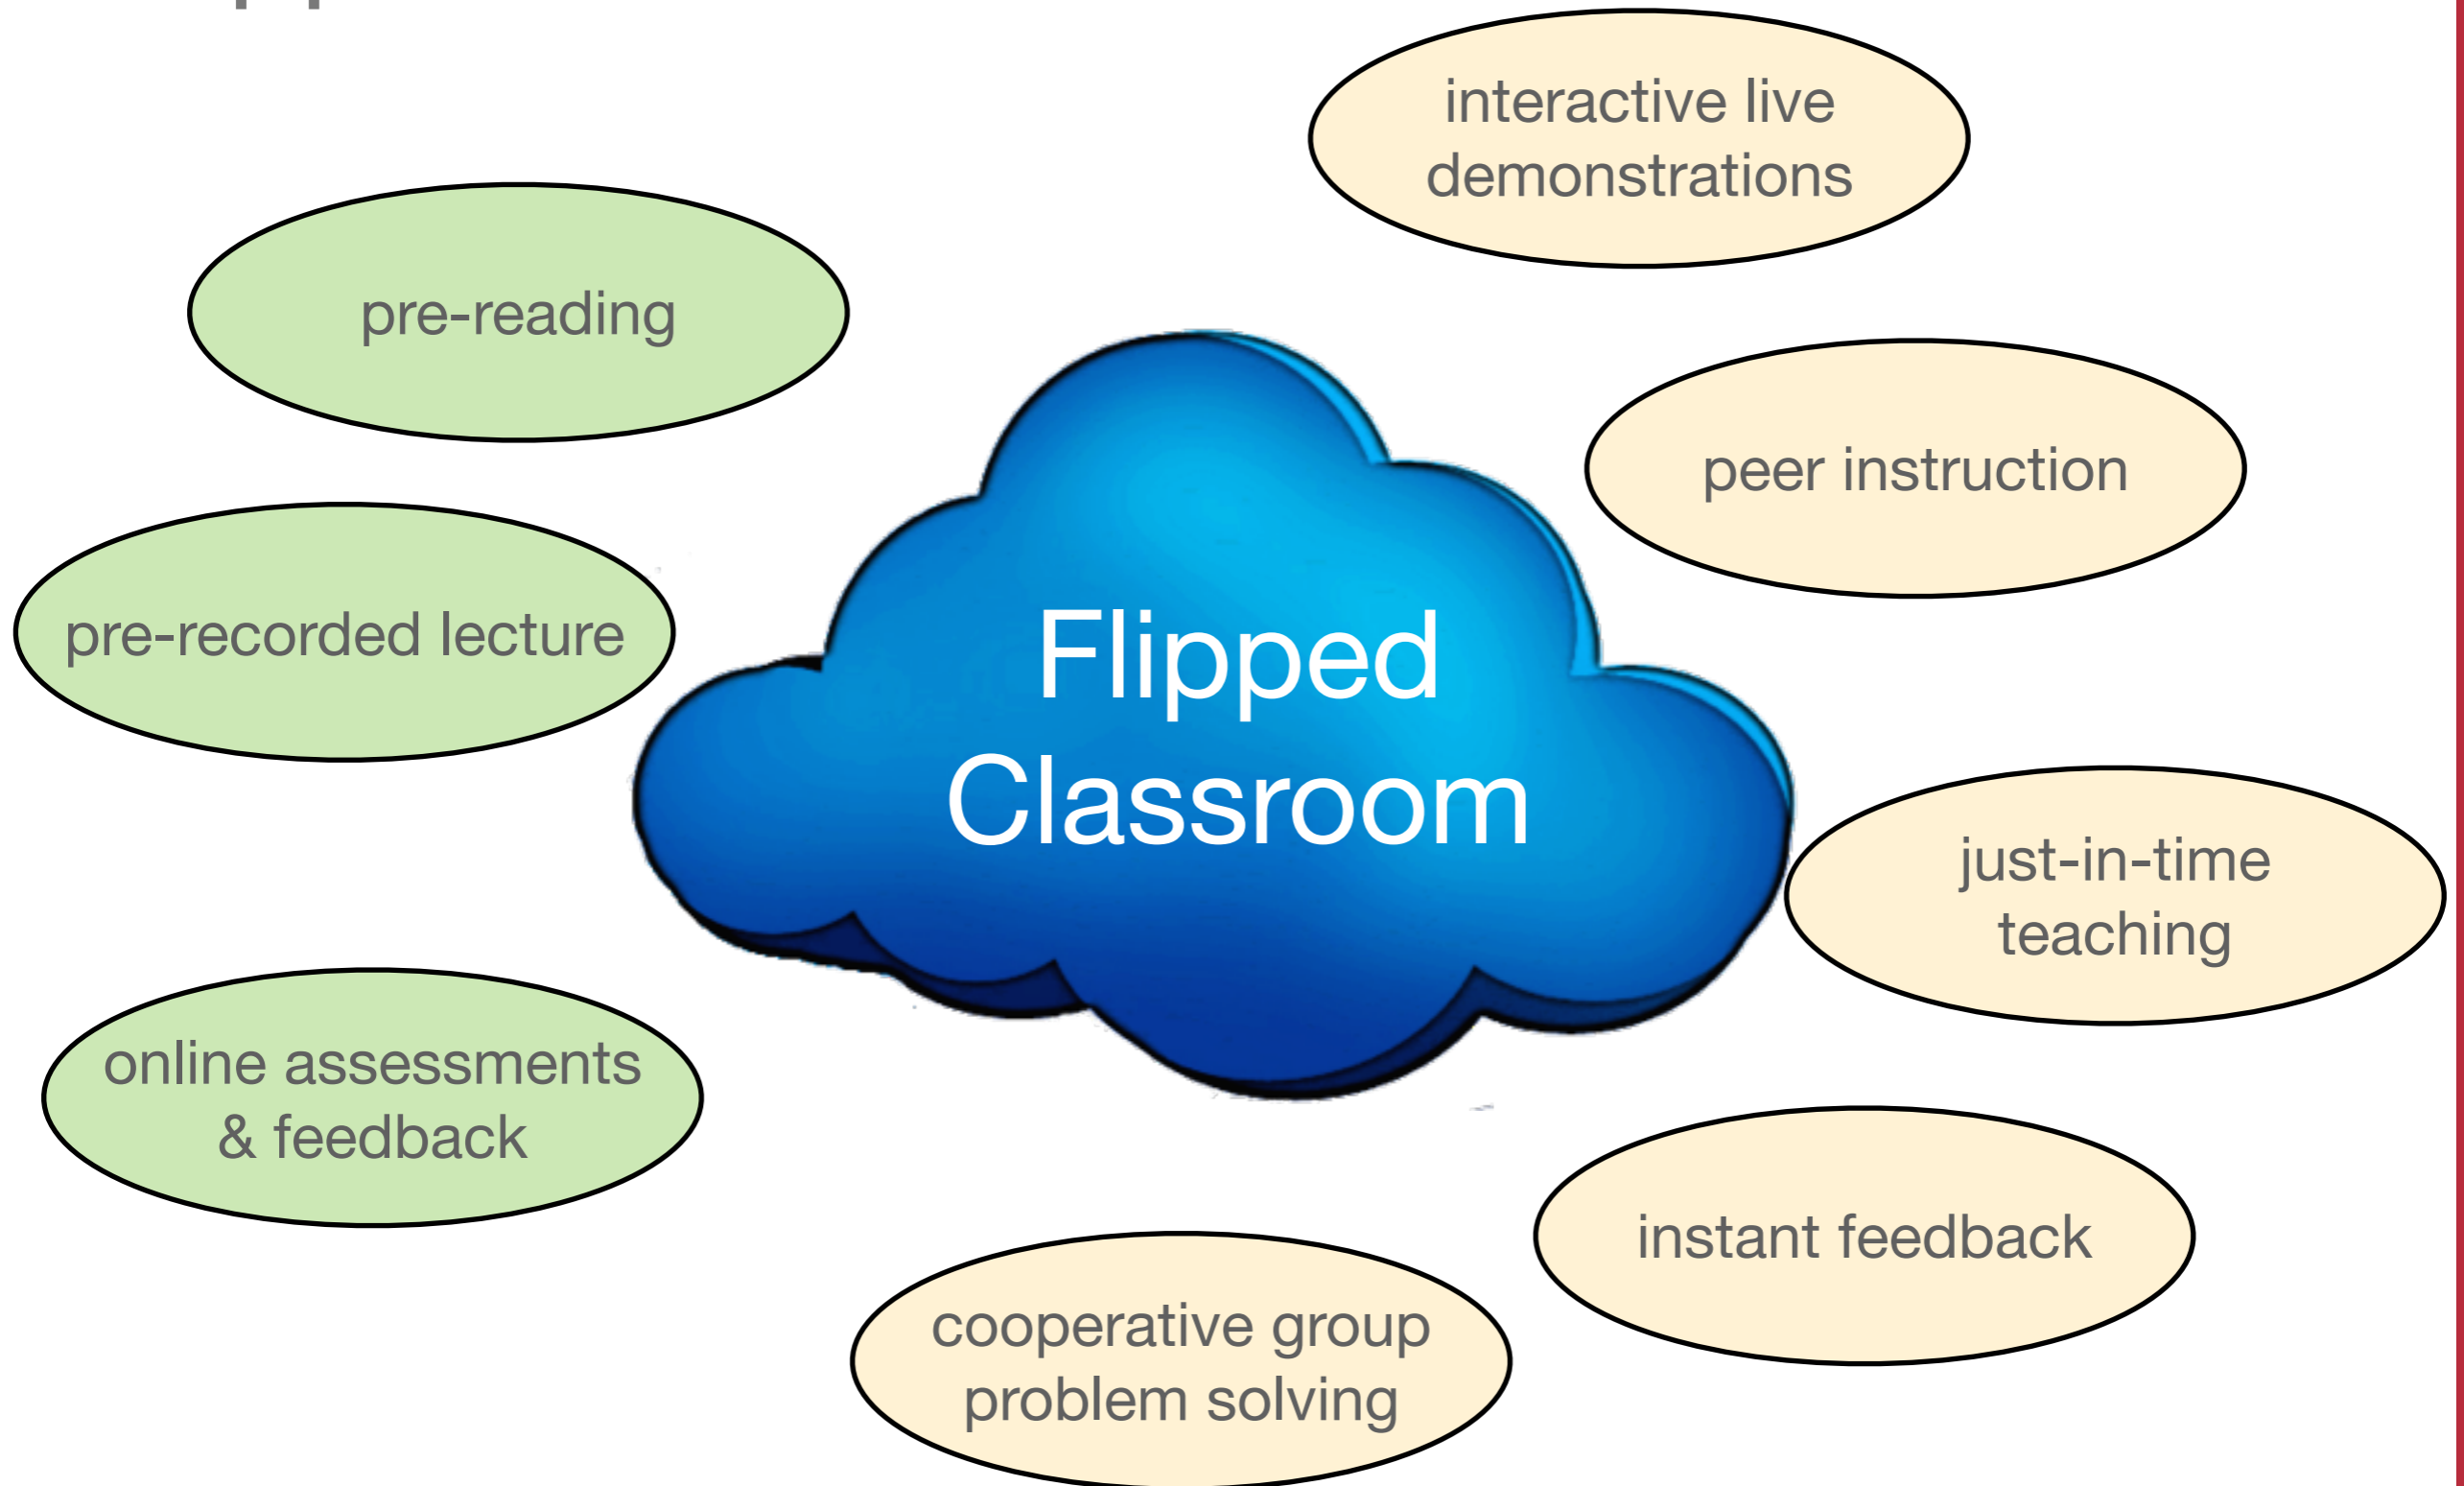 interactive live
demonstrations
pre-reading
peer instruction
pre-recorded lecture
Flipped
Classroom
just-in-time
teaching
online assessments
& feedback
instant feedback
cooperative group
problem solving